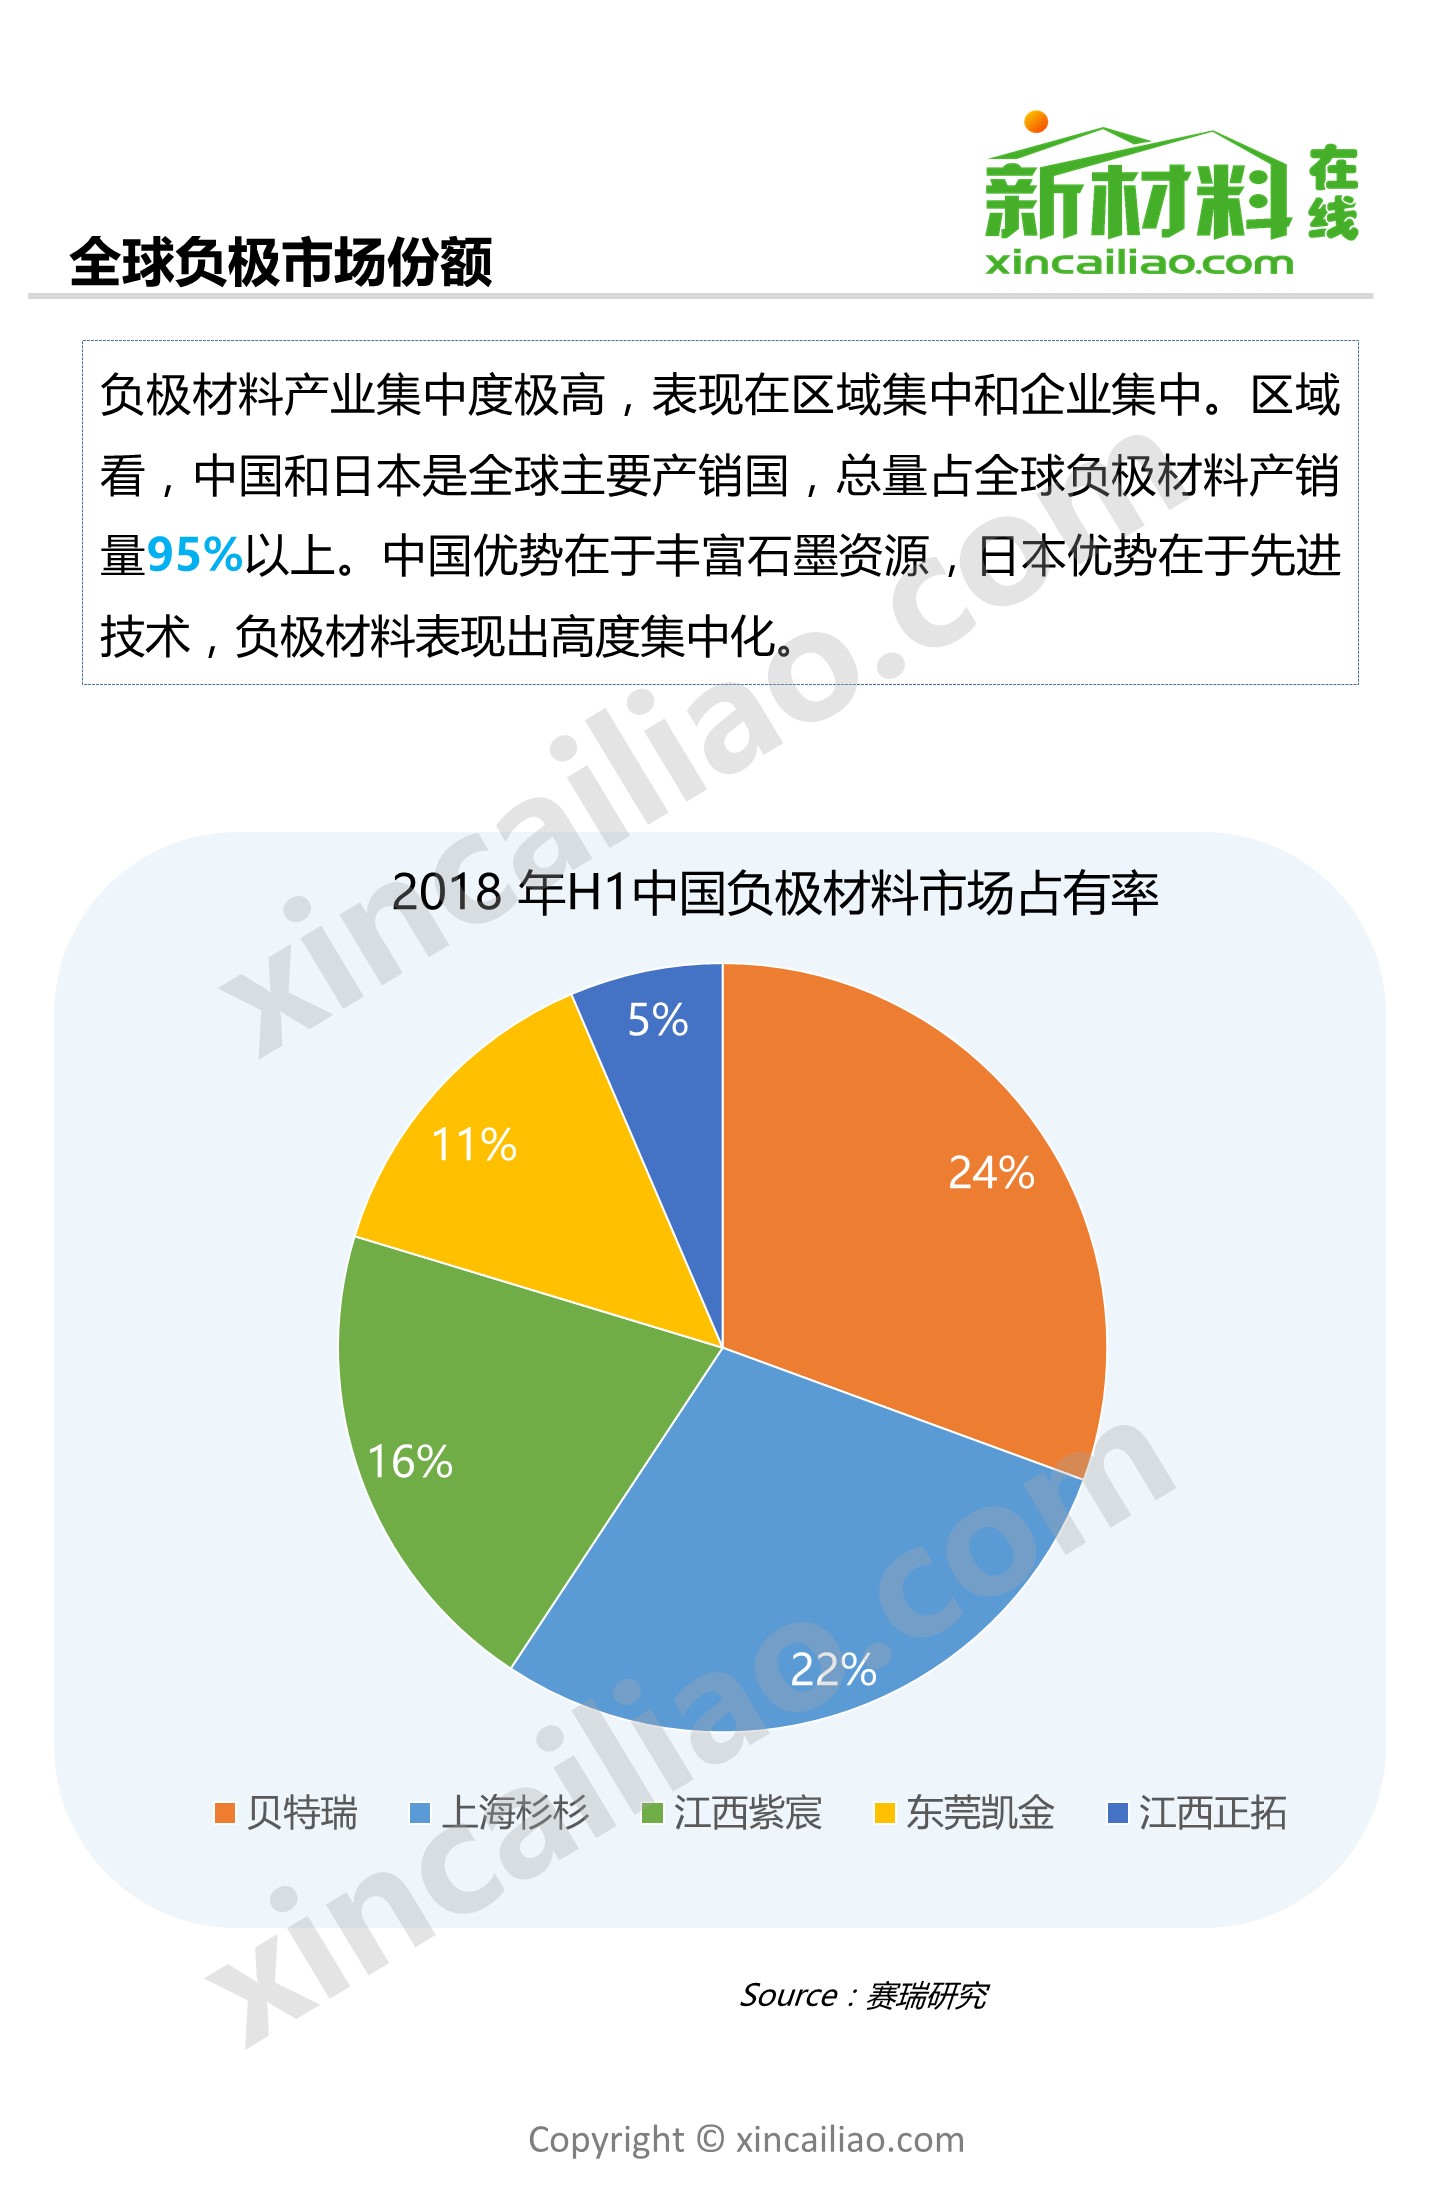 新材料在线
xincailiao.com
全球负极市场份额
负极材料产业集中度极高，表现在区域集中和企业集中。区域
看，中国和日本是全球主要产销国，总量占全球负极材料产销
量95%以上。中国优势在于丰富石墨资源，日本优势在于先进
技术，负极材料表现出高度集中化。
xincailiao.com
2018 年H1中国负极材料市场占有率
5%
11%
24%
16%
22%
xincailiao.com
贝特瑞 上海杉杉 江西紫宸 东莞凯金 江西正拓
Source：赛瑞研究
Copyright © xincailiao.com